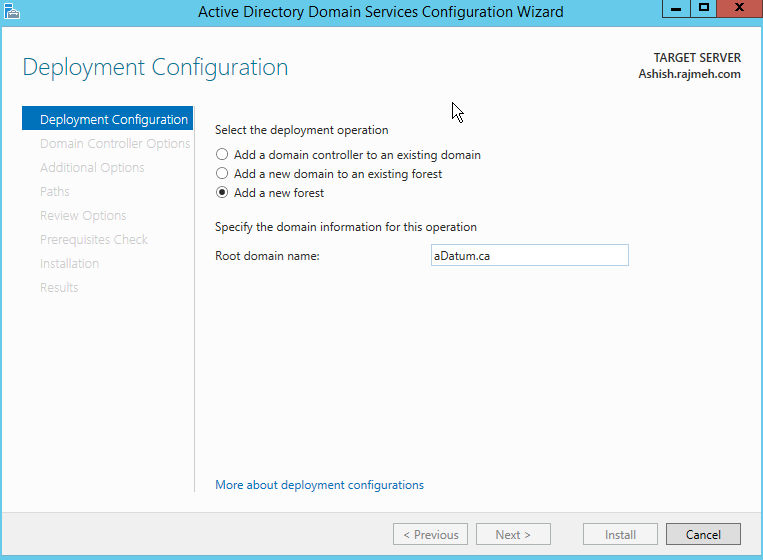 Active Directory Domain Services Configuration Wizard
Deployment Configuration
TARGET SERVER
Ashish.rajmeh.com
Deployment Configuration
Domain Controller Options
Additional Options
Paths
Review Options
Prerequisites Check
Installation
Results
Select the deployment operation
Add a domain controller to an existing domain
Add a new domain to an existing forest
Add a new forest
Specify the domain information for this operation
Root domain name: aDatum.ca
More about deployment configurations
< Previous Next > Install Cancel